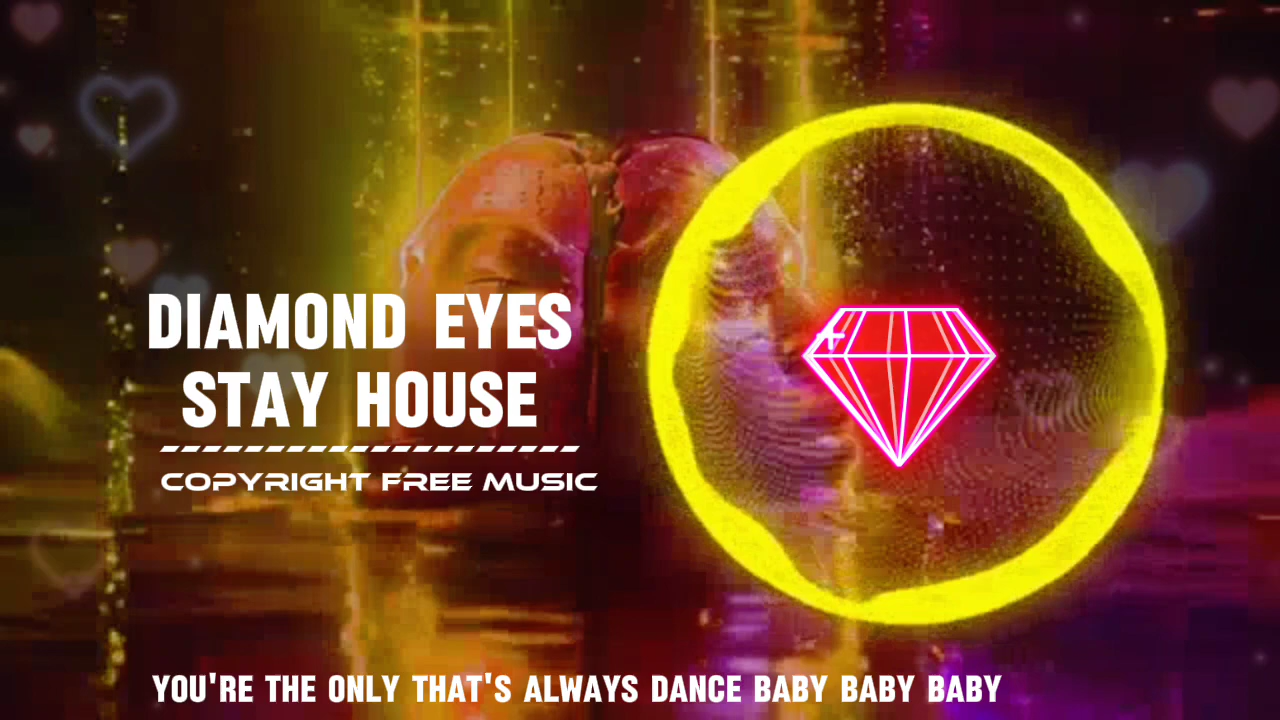 DIAMOND EYES
STAY HOUSE
COPYRIGHT FREE MUSIC
YOU'RE THE ONLY THAT'S ALWAYS DANCE BABY BABY BABY